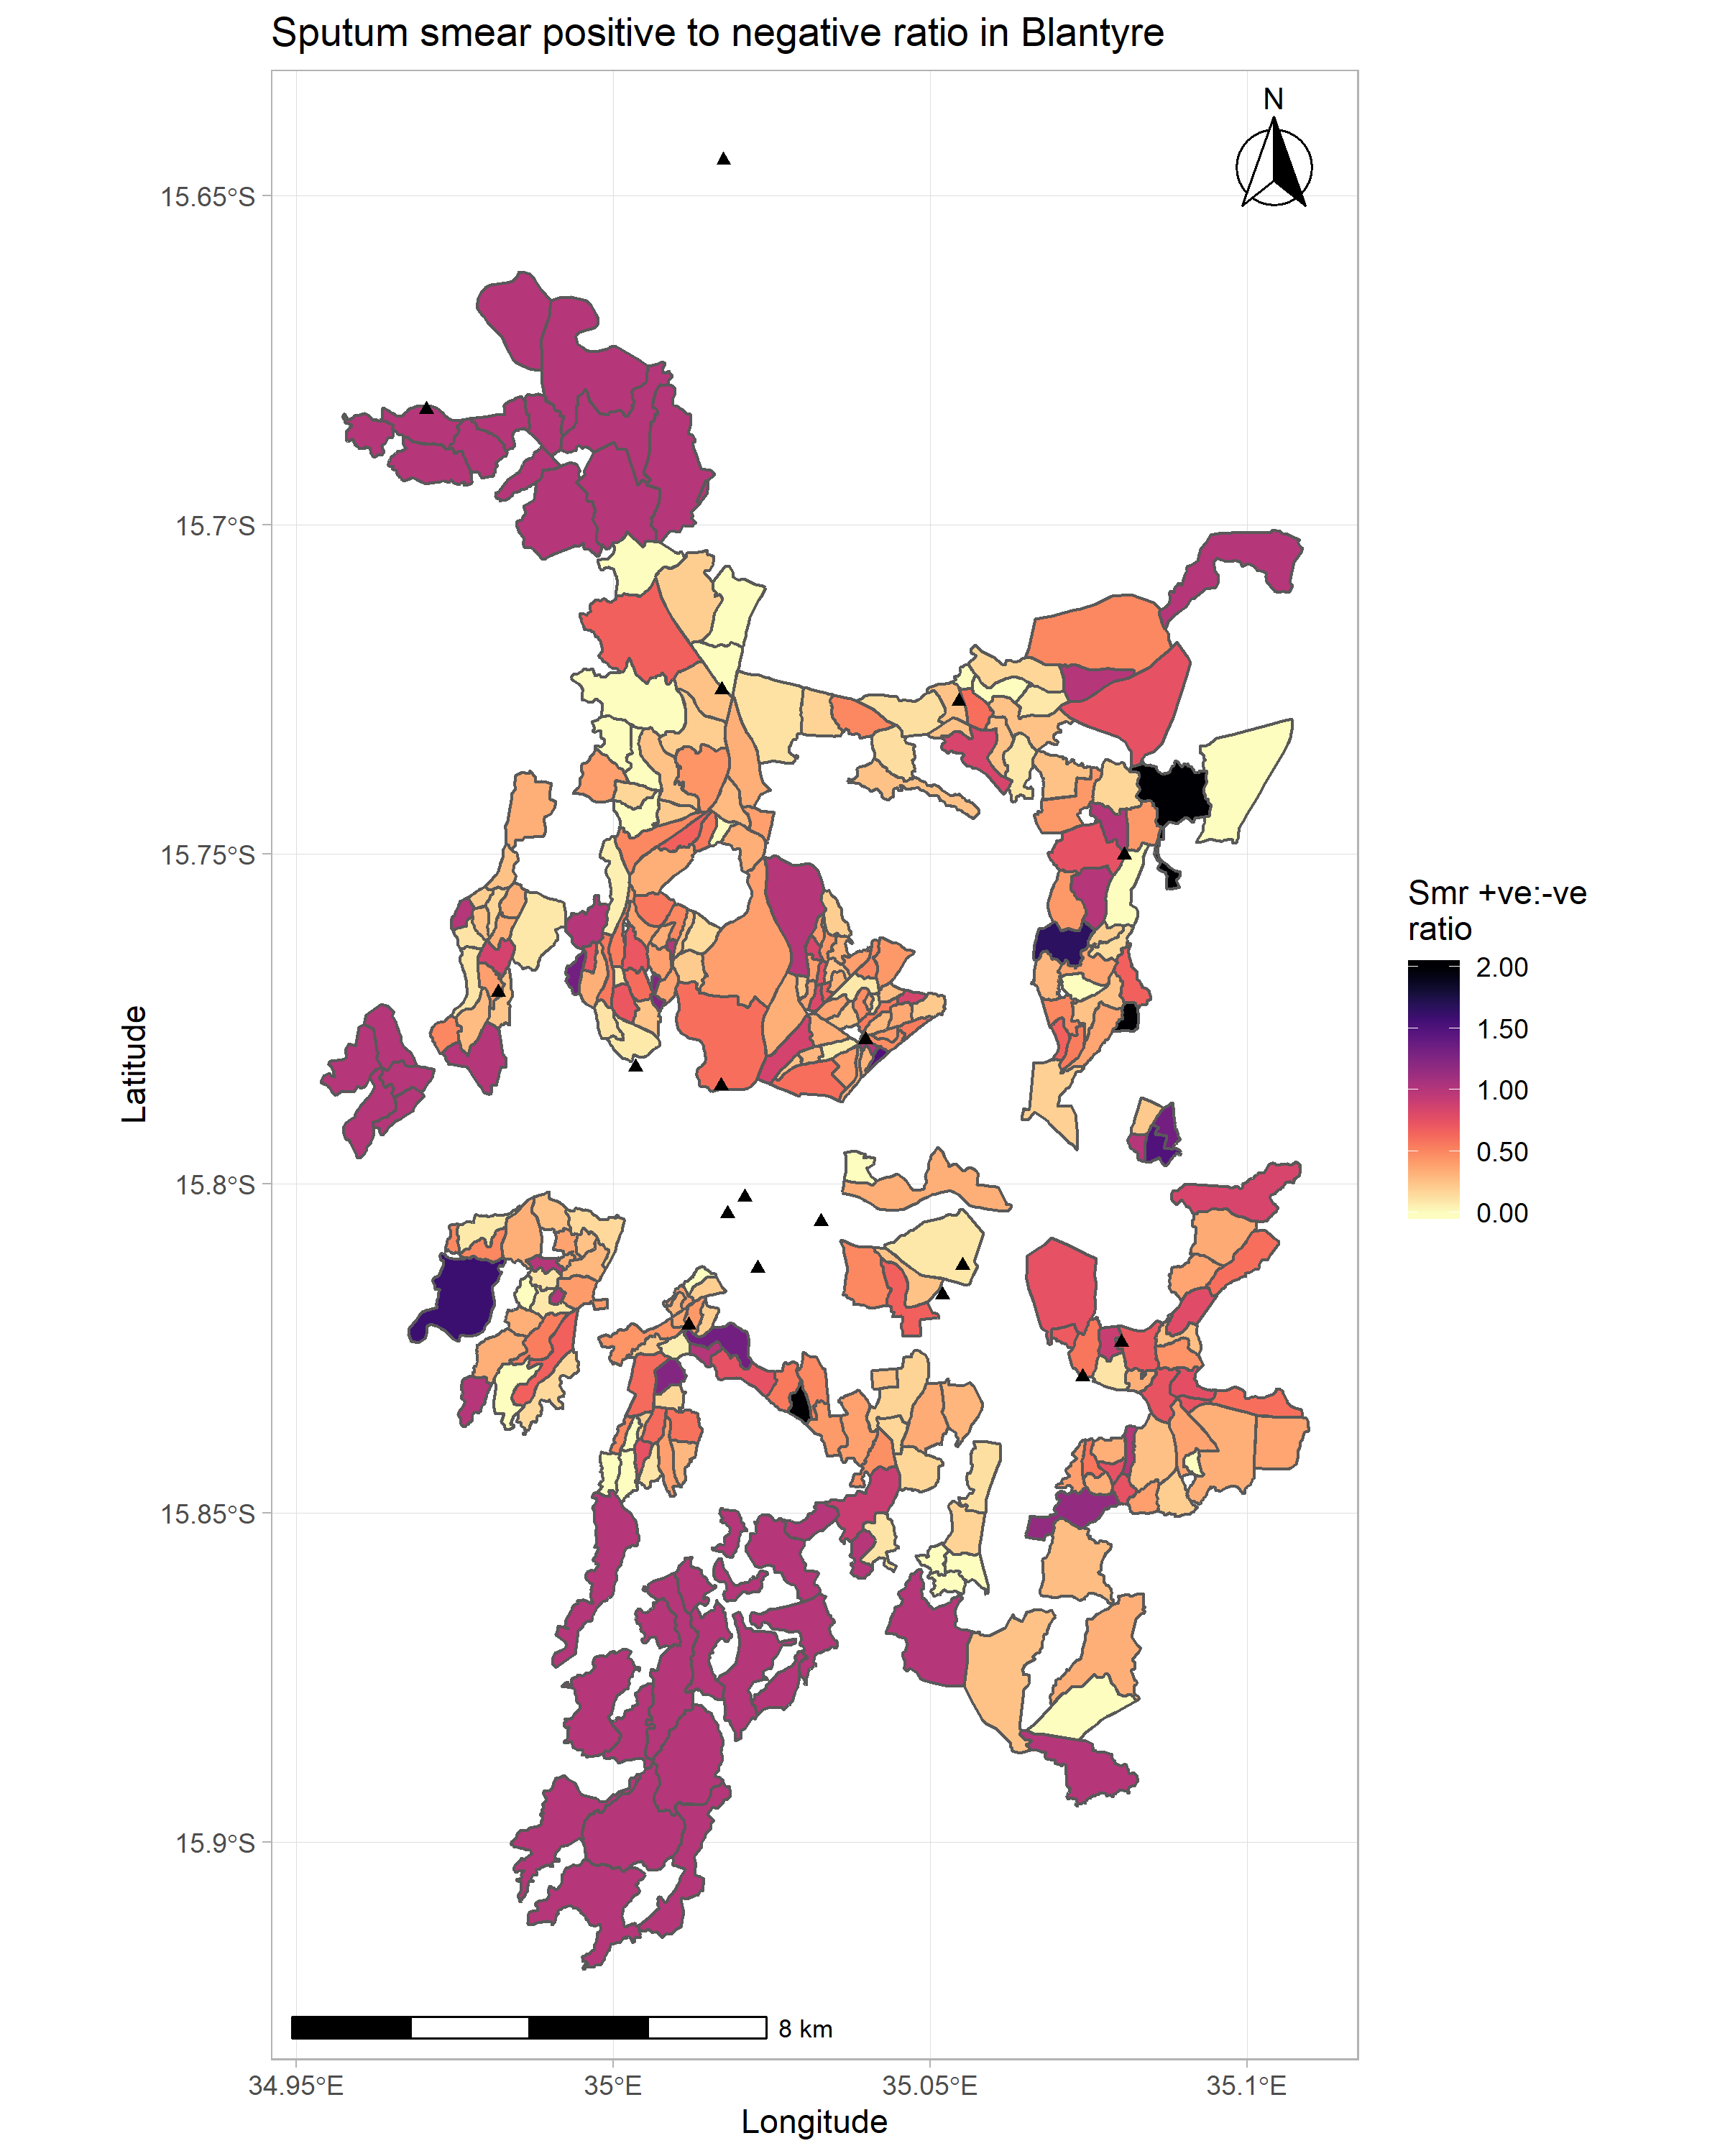 Sputum smear positive to negative ratio in Blantyre
N
15.65°S
15.7°S
15.75°S
15.8°S
15.85°S
15.9°S
Latitude
8 km
34.95°E
35°E
35.05°E
35.1°E
Longitude
Smr +ve:-ve
ratio
2.00
1.50
1.00
0.50
0.00